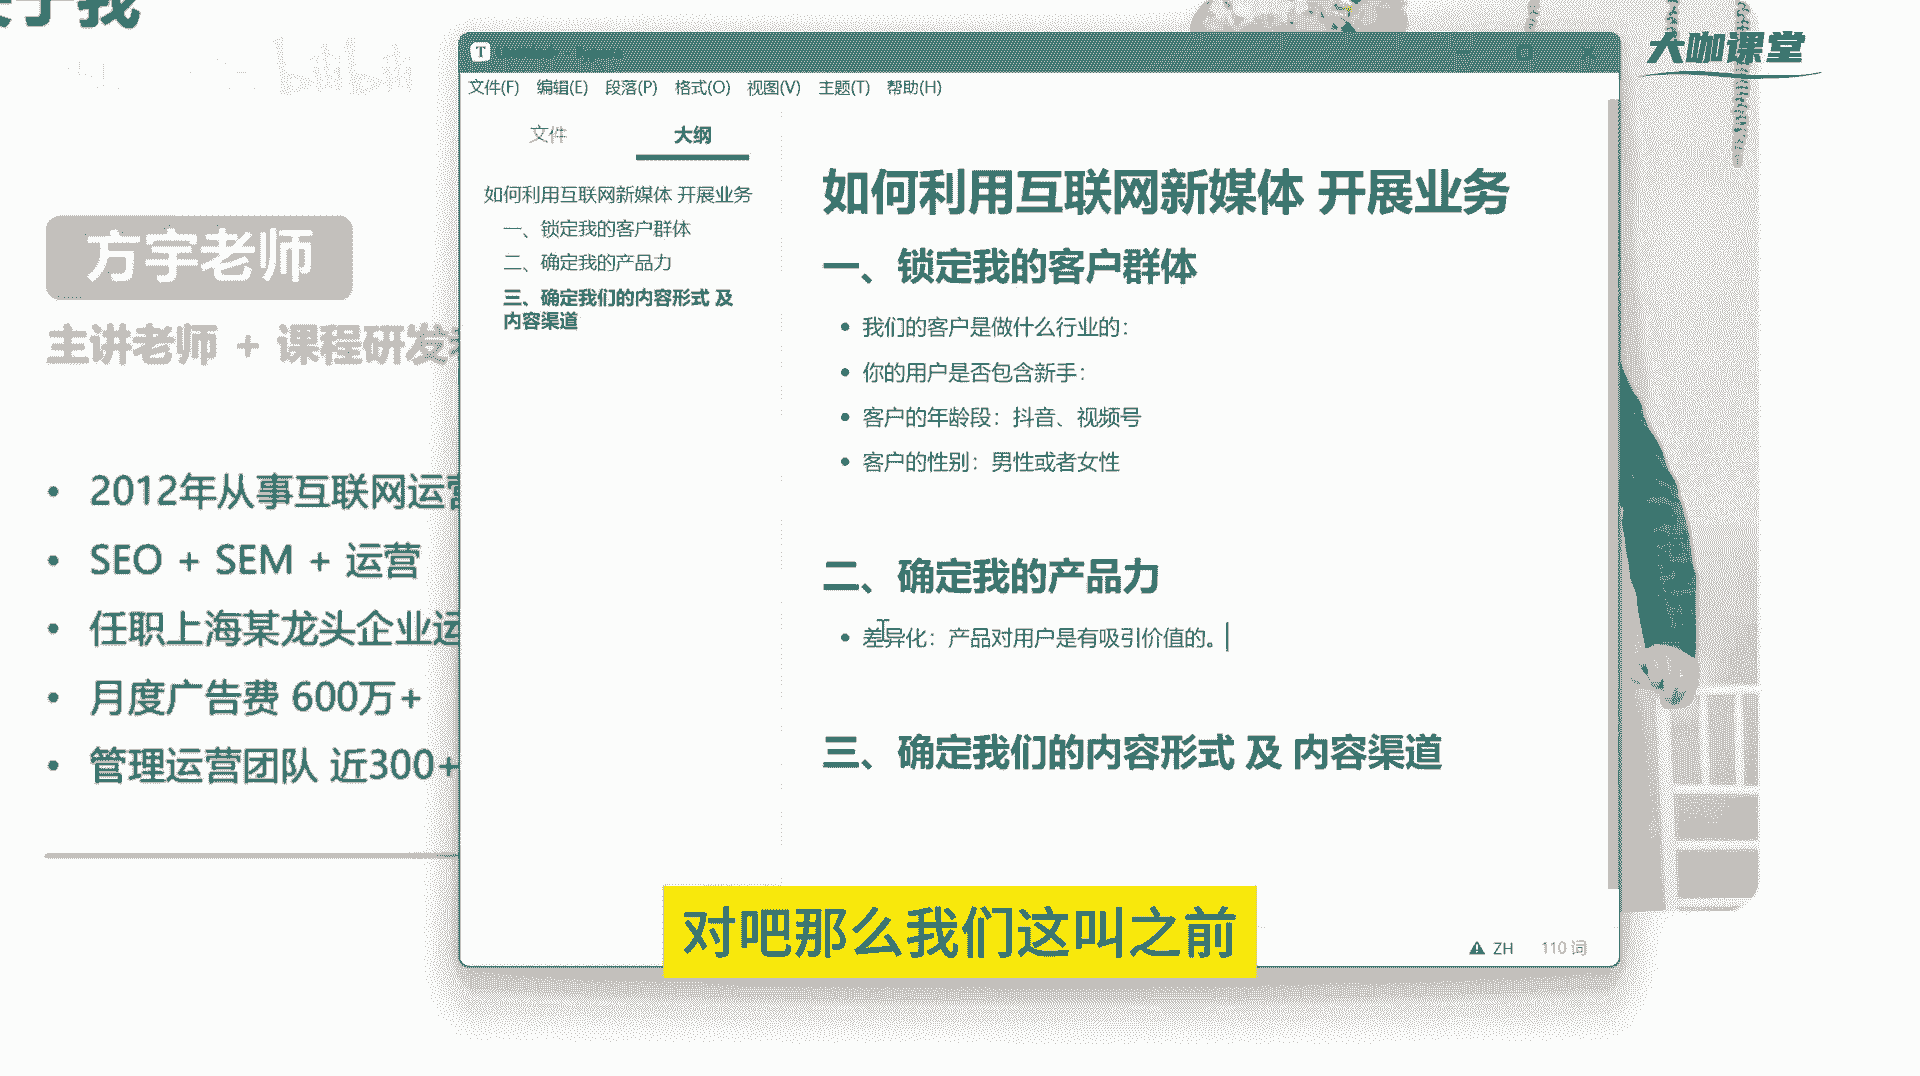 于我
bilibili
大咖课堂
方宇老师
主讲老师 + 课程研发
2012年从事互联网运营
SEO + SEM + 运营
任职上海某龙头企业运
月度广告费 600万+
管理运营团队 近300+
T
文件(F) 编辑(E) 段落(P) 格式(O) 视图(V) 主题(T) 帮助(H)
文件 大纲
如何利用互联网新媒体 开展业务
一、锁定我的客户群体
二、确定我的产品力
三、确定我们的内容形式 及
内容渠道
如何利用互联网新媒体 开展业务
一、锁定我的客户群体
我们的客户是做什么行业的：
你的用户是否包含新手：
客户的年龄段：抖音、视频号
客户的性别：男性或者女性
二、确定我的产品力
差异化：产品对用户是有吸引价值的。
三、确定我们的内容形式 及 内容渠道
ZH 110 词
对吧那么我们这叫之前